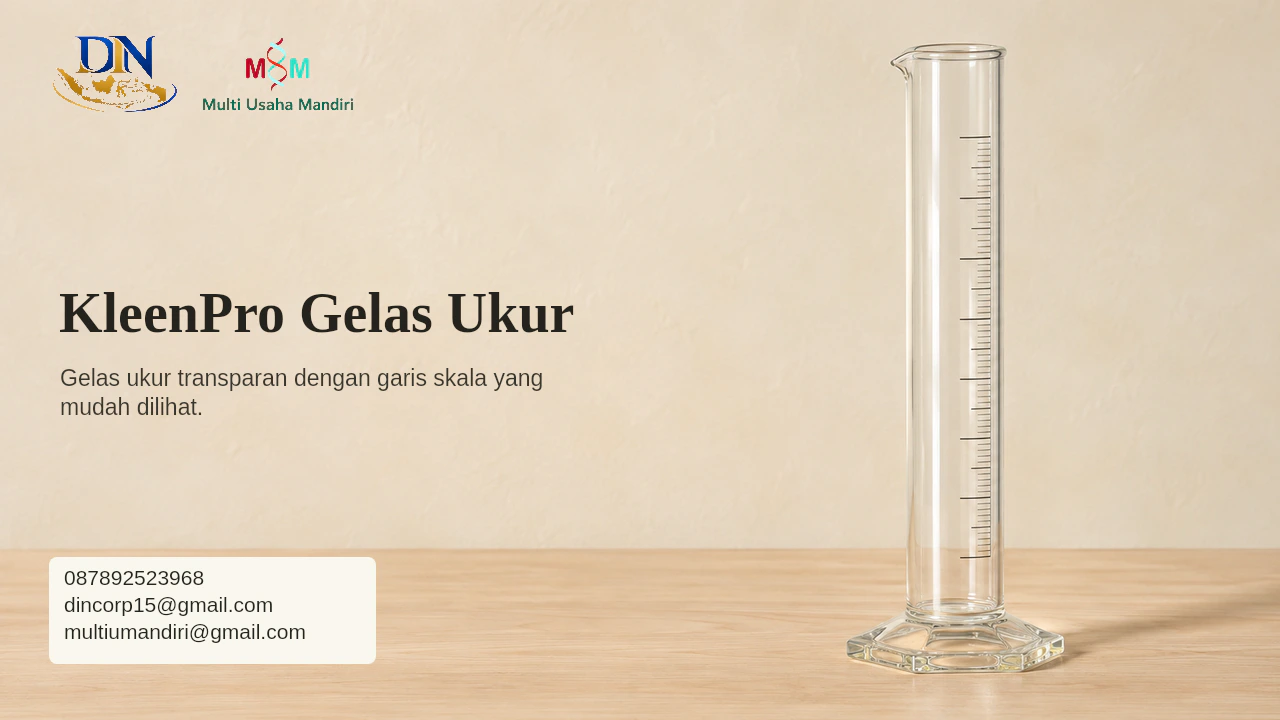 DIN
MSM
Multi Usaha Mandiri
KleenPro Gelas Ukur
Gelas ukur transparan dengan garis skala yang
mudah dilihat.
087892523968
dincorp15@gmail.com
multiumandiri@gmail.com